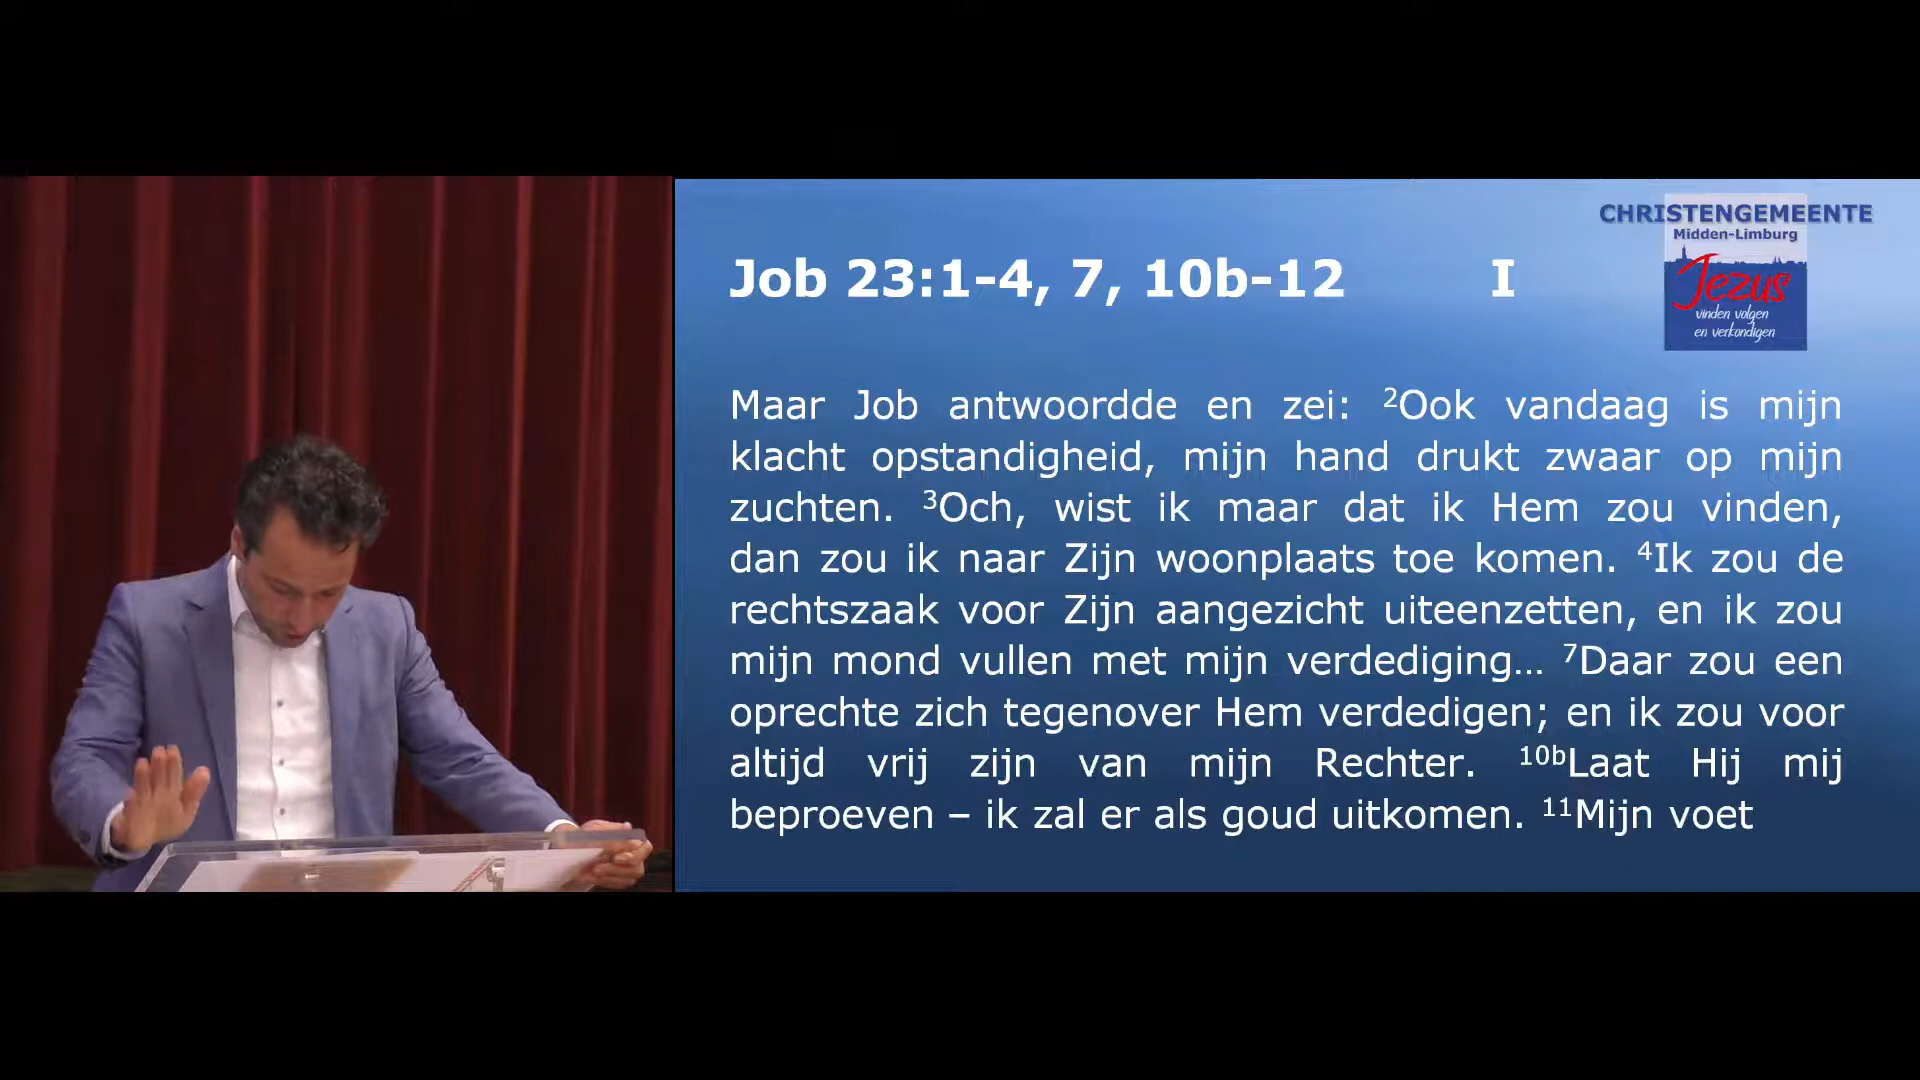 CHRISTENGEMEENTE
Midden-Limburg
Jezus
vinden volgen
en verkondigen
Job 23:1-4, 7, 10b-12 I
Maar Job antwoordde en zei: ²Ook vandaag is mijn
klacht opstandigheid, mijn hand drukt zwaar op mijn
zuchten. ³Och, wist ik maar dat ik Hem zou vinden,
dan zou ik naar Zijn woonplaats toe komen. ⁴Ik zou de
rechtszaak voor Zijn aangezicht uiteenzetten, en ik zou
mijn mond vullen met mijn verdediging... ⁷Daar zou een
oprechte zich tegenover Hem verdedigen; en ik zou voor
altijd vrij zijn van mijn Rechter. ¹⁰ᵇLaat Hij mij
beproeven – ik zal er als goud uitkomen. ¹¹Mijn voet